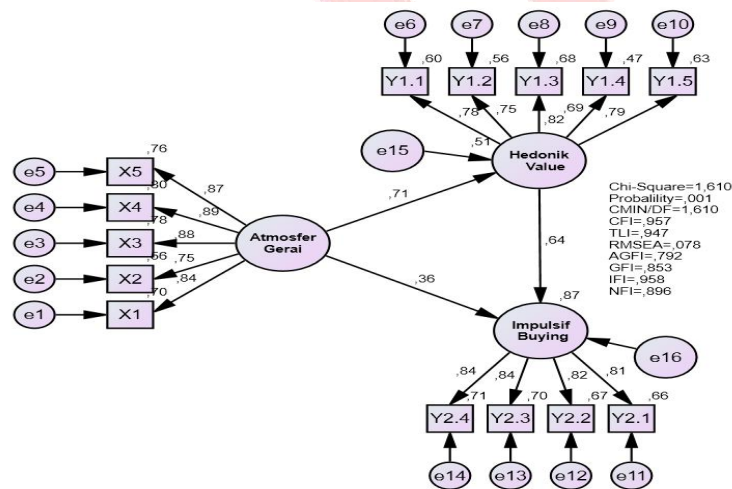 e6 e7 e8 e9 e10
,60 ,56 ,68 ,47 ,63
Y1.1 Y1.2 Y1.3 Y1.4 Y1.5
,78 ,75 ,82 ,69 ,79
e15 ,51
Hedonik
Value
,76
e5 X5
,87
,80
e4 X4
,89
,78
e3 X3
,88
,56
e2 X2
,75
,70
e1 X1
,84
Atmosfer
Gerai
,71
,36
,64
Chi-Square=1,610
Probalility=,001
CMIN/DF=1,610
CFI=,957
TLI=,947
RMSEA=,078
AGFI=,792
GFI=,853
IFI=,958
NFI=,896
,87
Impulsif
Buying
e16
,84 ,84 ,82 ,81
,71 ,70 ,67 ,66
Y2.4 Y2.3 Y2.2 Y2.1
e14 e13 e12 e11